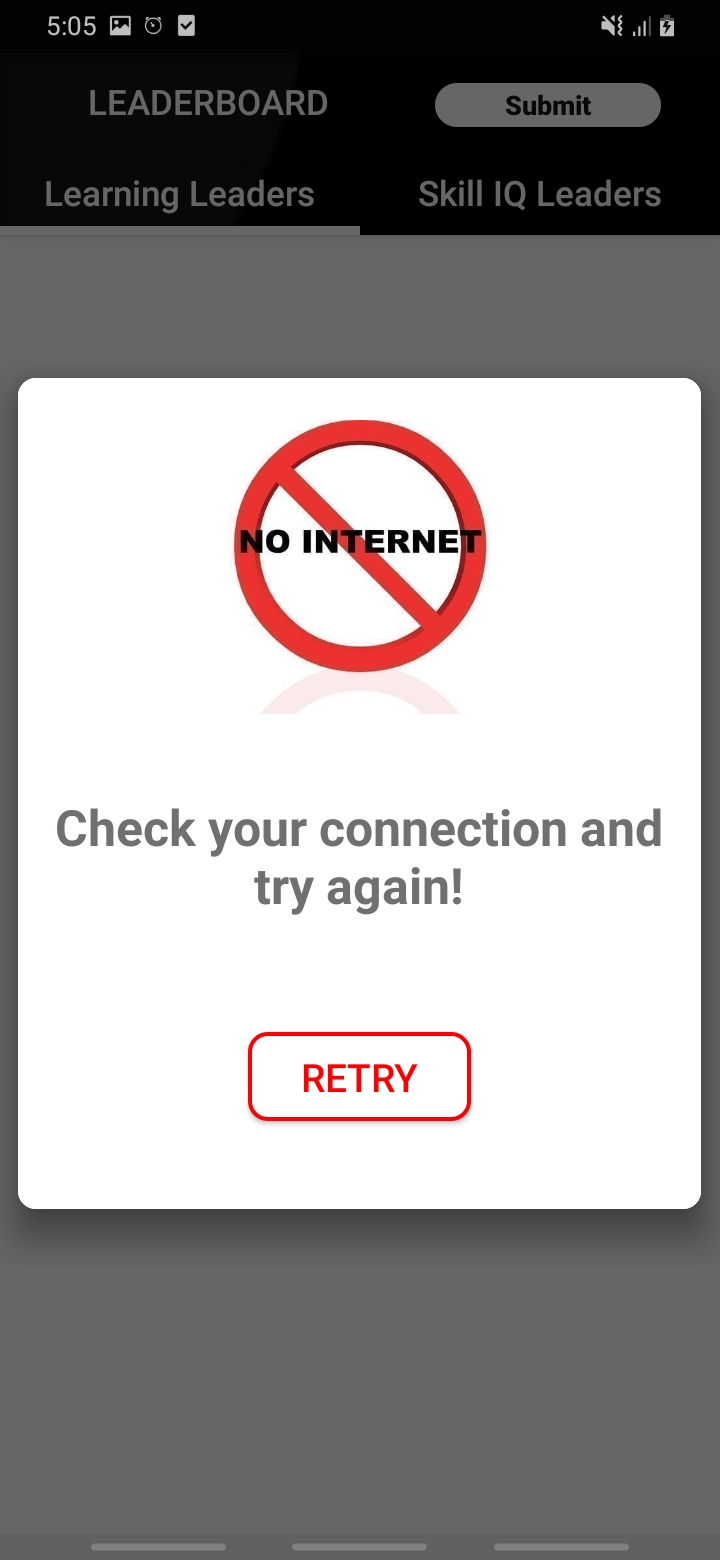 5:05
LEADERBOARD
Submit
Learning Leaders
Skill IQ Leaders
NO INTERNET
Check your connection and
try again!
RETRY